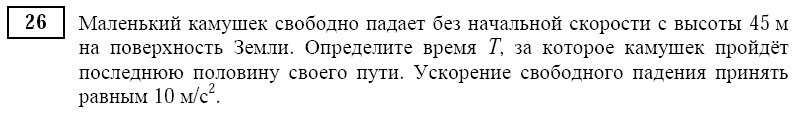 26
Маленький камушек свободно падает без начальной скорости с высоты 45 м
на поверхность Земли. Определите время T, за которое камушек пройдёт
последнюю половину своего пути. Ускорение свободного падения принять
равным 10 м/с².